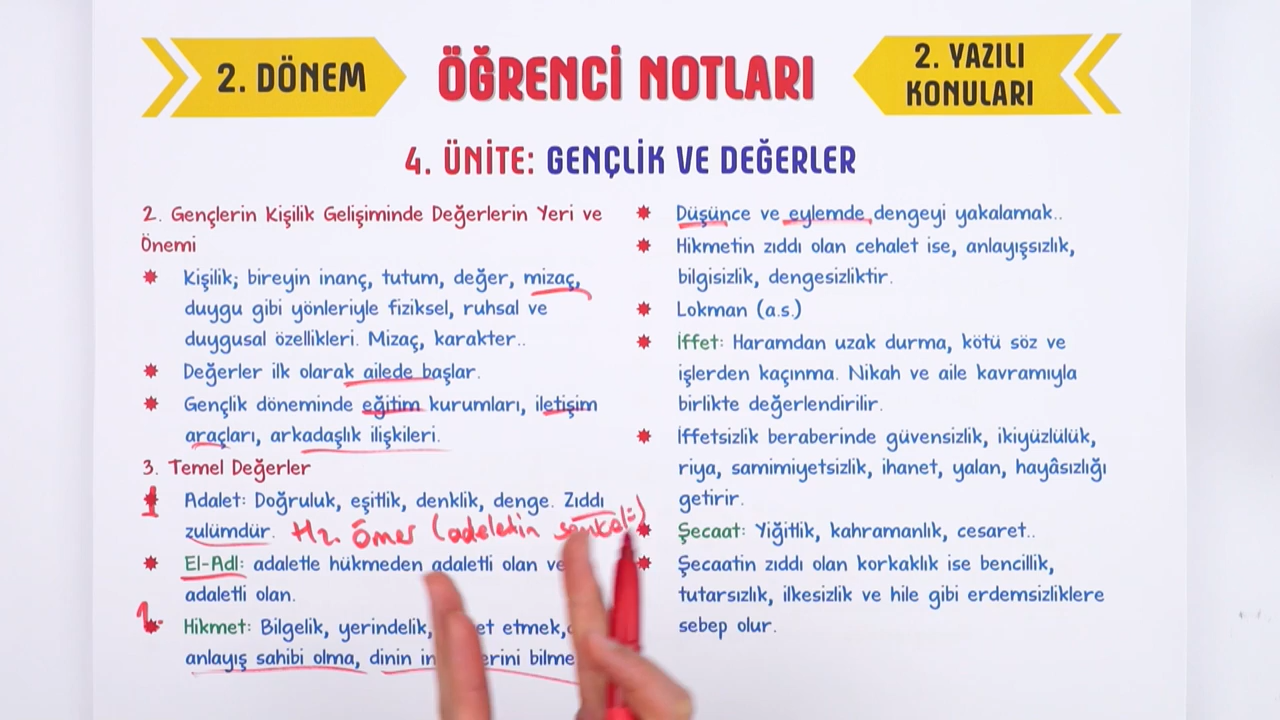 2. DÖNEM
ÖĞRENCİ NOTLARI
2. YAZILI
KONULARI
4. ÜNİTE: GENÇLİK VE DEĞERLER
2. Gençlerin Kişilik Gelişiminde Değerlerin Yeri ve
Önemi
Kişilik; bireyin inanç, tutum, değer, mizaç,
duygu gibi yönleriyle fiziksel, ruhsal ve
duygusal özellikleri. Mizaç, karakter..
Değerler ilk olarak ailede başlar.
Gençlik döneminde eğitim kurumları, iletişim
araçları, arkadaşlık ilişkileri.
3. Temel Değerler
1 Adalet: Doğruluk, eşitlik, denklik, denge. Zıddı
zulümdür. Hz. Ömer (adeletin
El-Adl: adaletle hükmeden adaletli olan ve
adaletli olan.
2. Hikmet: Bilgelik, yerindelik, et etmek,
anlayış sahibi olma, dinin erini bilme
Düşünce ve eylemde dengeyi yakalamak..
Hikmetin zıddı olan cehalet ise, anlayışsızlık,
bilgisizlik, dengesizliktir.
Lokman (a.s.)
İffet: Haramdan uzak durma, kötü söz ve
işlerden kaçınma. Nikah ve aile kavramıyla
birlikte değerlendirilir.
İffetsizlik beraberinde güvensizlik, ikiyüzlülük,
riya, samimiyetsizlik, ihanet, yalan, hayâsızlığı
getirir.
Şecaat: Yiğitlik, kahramanlık, cesaret..
Şecaatin zıddı olan korkaklık ise bencillik,
tutarsızlık, ilkesizlik ve hile gibi erdemsizliklere
sebep olur.